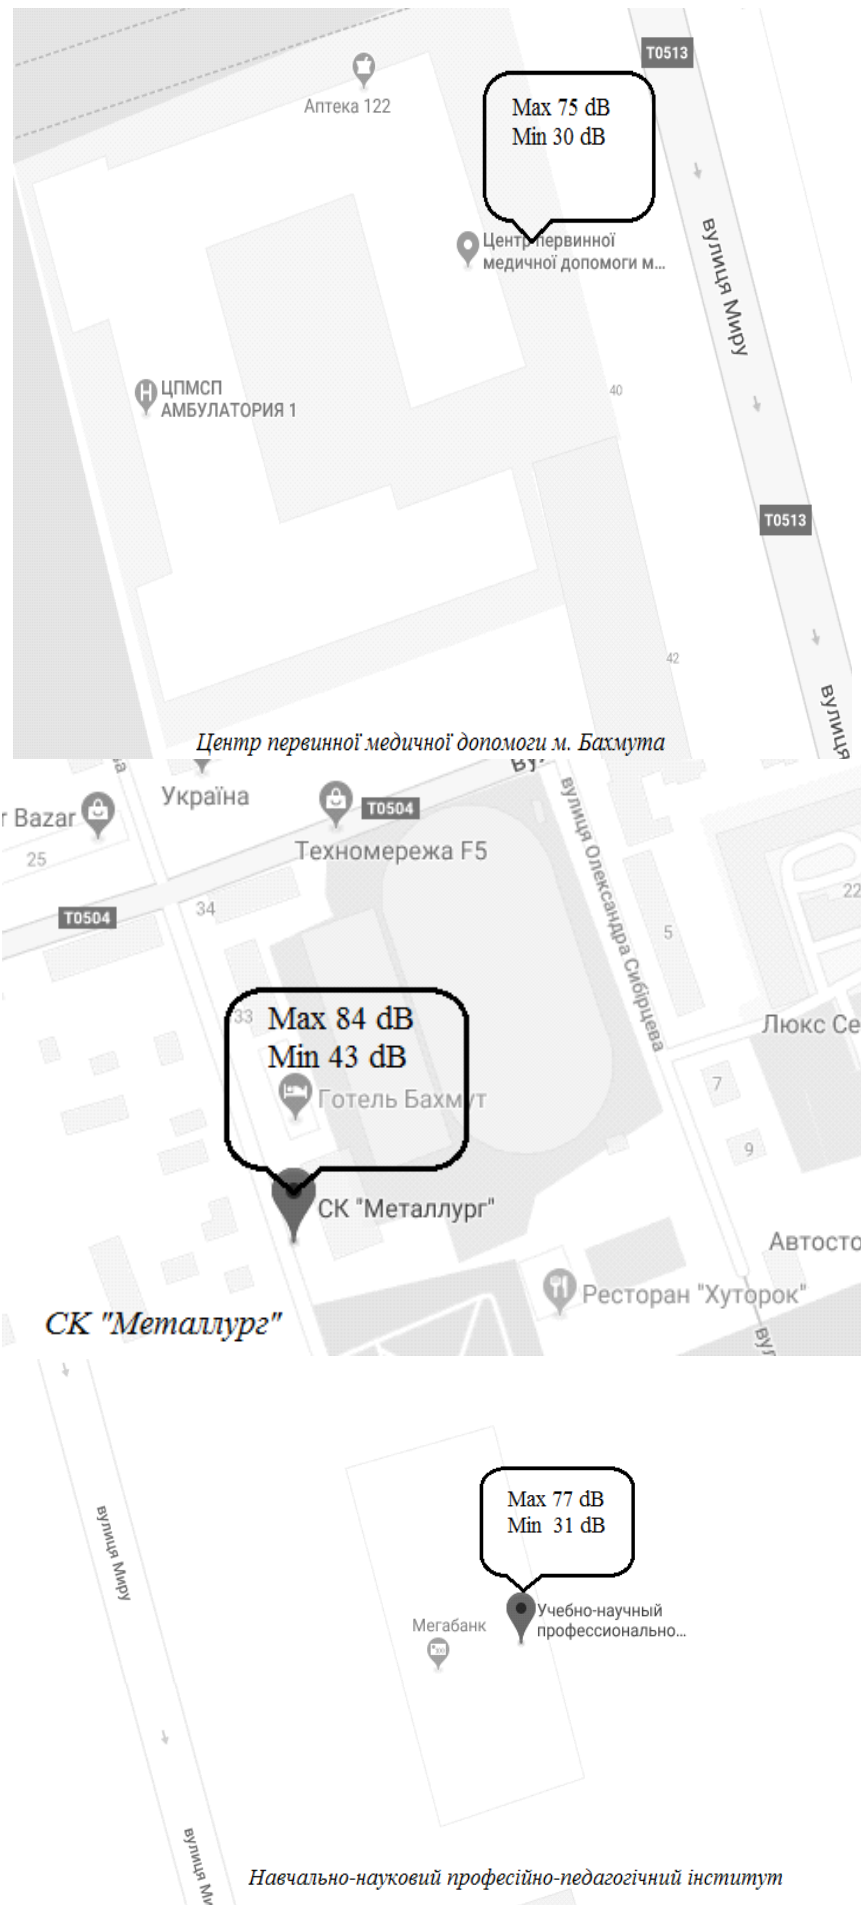 T0513
Аптека 122
Max 75 dB
Min 30 dB
Центр первинної
медичної допомоги м...
вулиця Миру
ЦПМСП
АМБУЛАТОРИЯ 1
40
T0513
42
вулиця
Центр первинної медичної допомоги м. Бахмута
Україна
r Bazar
T0504
25
Техномережа F5
34
T0504
вулиця Олександра Сибірцева
22
5
33
Max 84 dB
Min 43 dB
Люкс Се
7
Готель Бахмут
9
СК "Металлург"
Автосто
Ресторан "Хуторок"
СК "Металлург"
вул
вулиця Миру
Max 77 dB
Min 31 dB
Учебно-научный
профессионально...
Мегабанк
вулиця Ми
Навчально-науковий професійно-педагогічний інститут